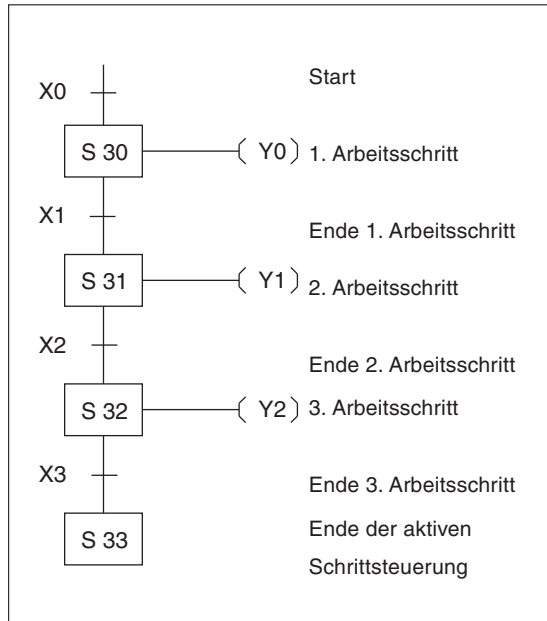 X0 Start
S 30 ( Y0 ) 1. Arbeitsschritt
X1 Ende 1. Arbeitsschritt
S 31 ( Y1 ) 2. Arbeitsschritt
X2 Ende 2. Arbeitsschritt
S 32 ( Y2 ) 3. Arbeitsschritt
X3 Ende 3. Arbeitsschritt
S 33 Ende der aktiven
Schrittsteuerung